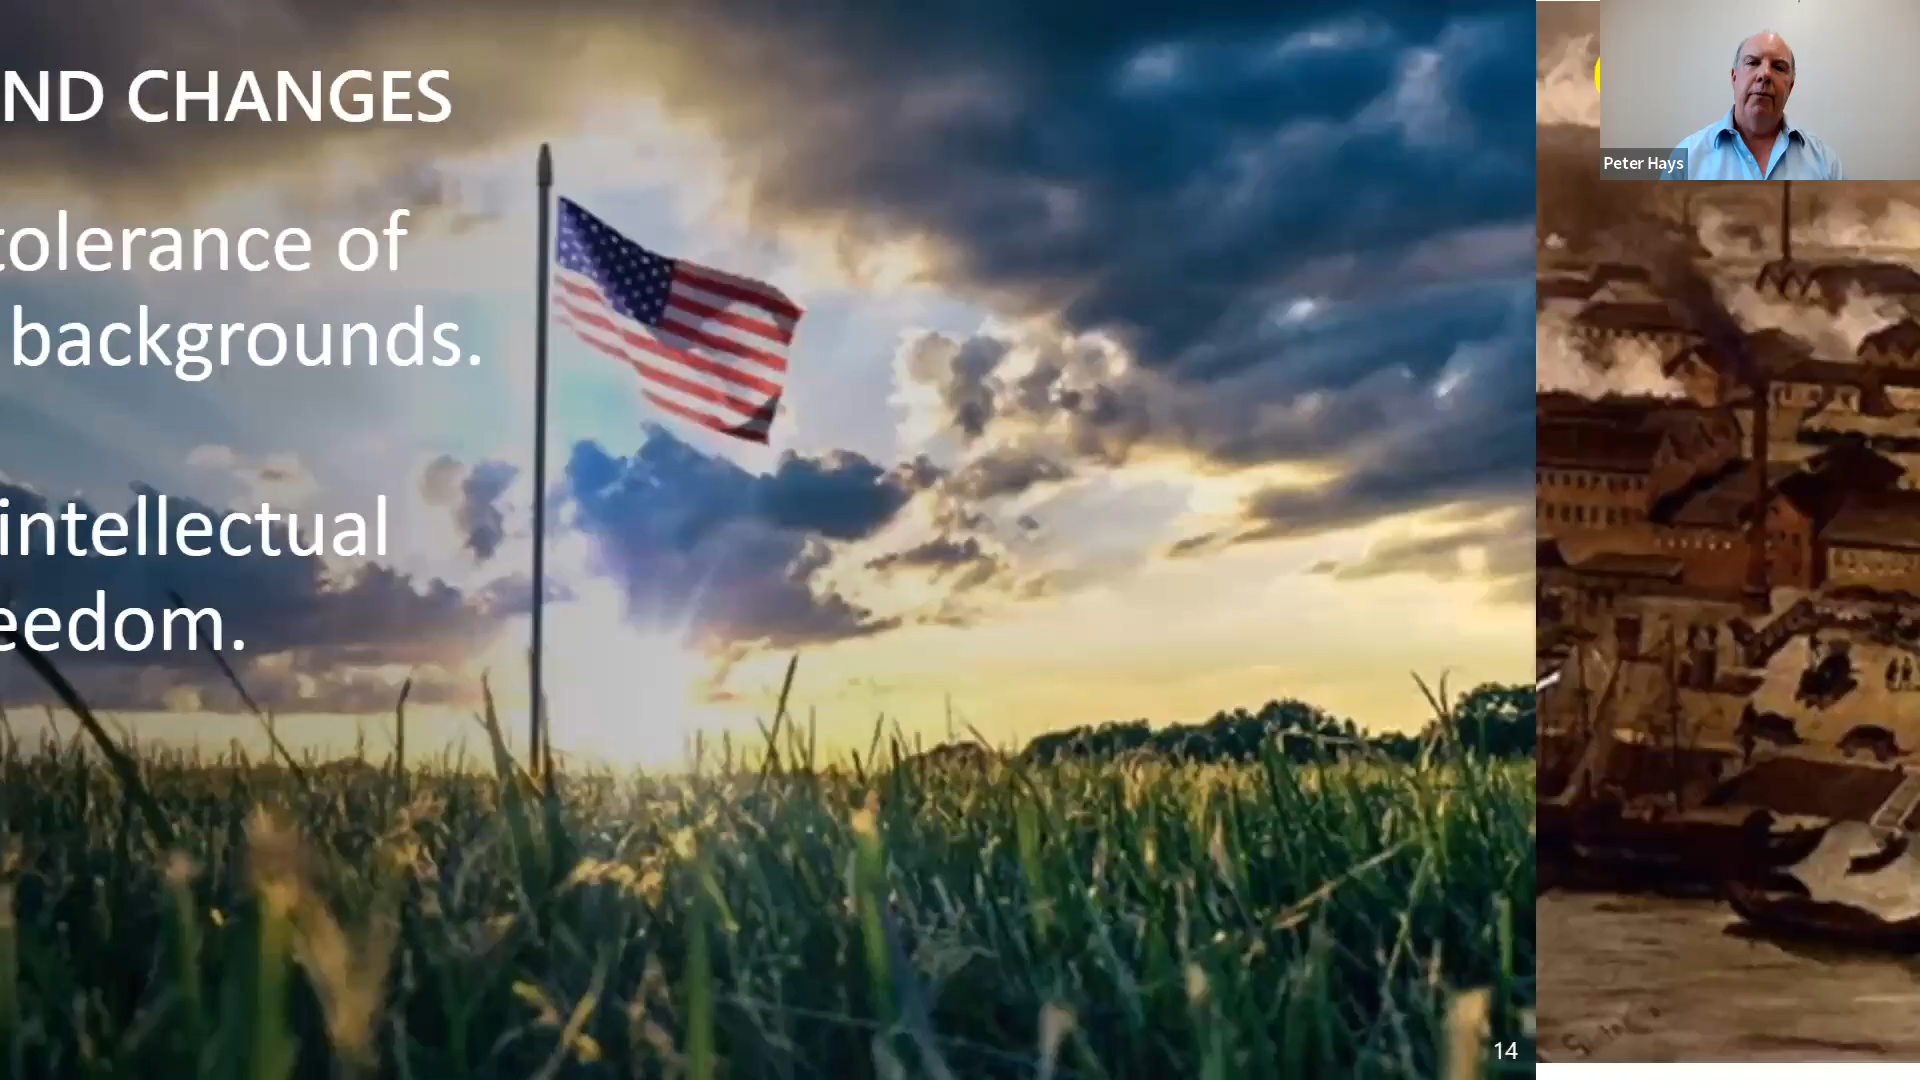 ND CHANGES
tolerance of
backgrounds.
intellectual
eedom.
Peter Hays
14